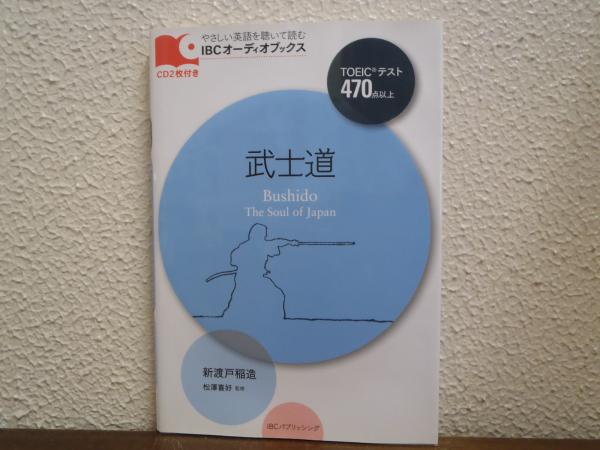 やさしい英語を聴いて読む
IBCオーディオブックス
CD2枚付き
TOEIC®テスト
470点以上
武士道
Bushido
The Soul of Japan
新渡戸稲造
松澤喜好 監修
IBCパブリッシング